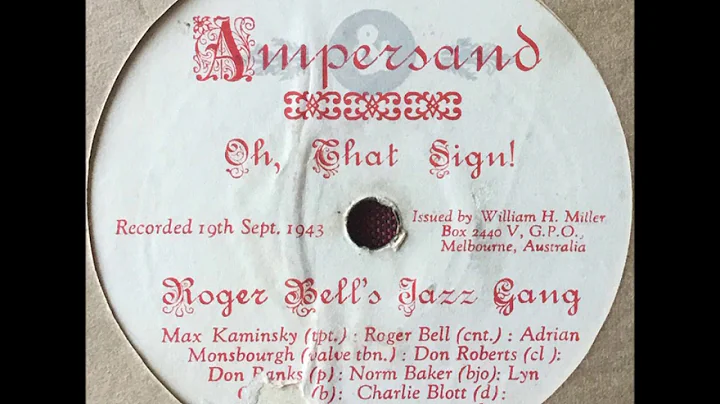 Ampersand
&
Oh, That Sign!
Recorded 19th Sept. 1943
Issued by William H. Miller
Box 2440 V, G.P.O.,
Melbourne, Australia
Roger Bell's Jazz Gang
Max Kaminsky (tpt.) : Roger Bell (cnt.) : Adrian
Monsbourgh (valve tbn.) : Don Roberts (cl ):
Don Banks (p) : Norm Baker (bjo): Lyn
(b): Charlie Blott (d):